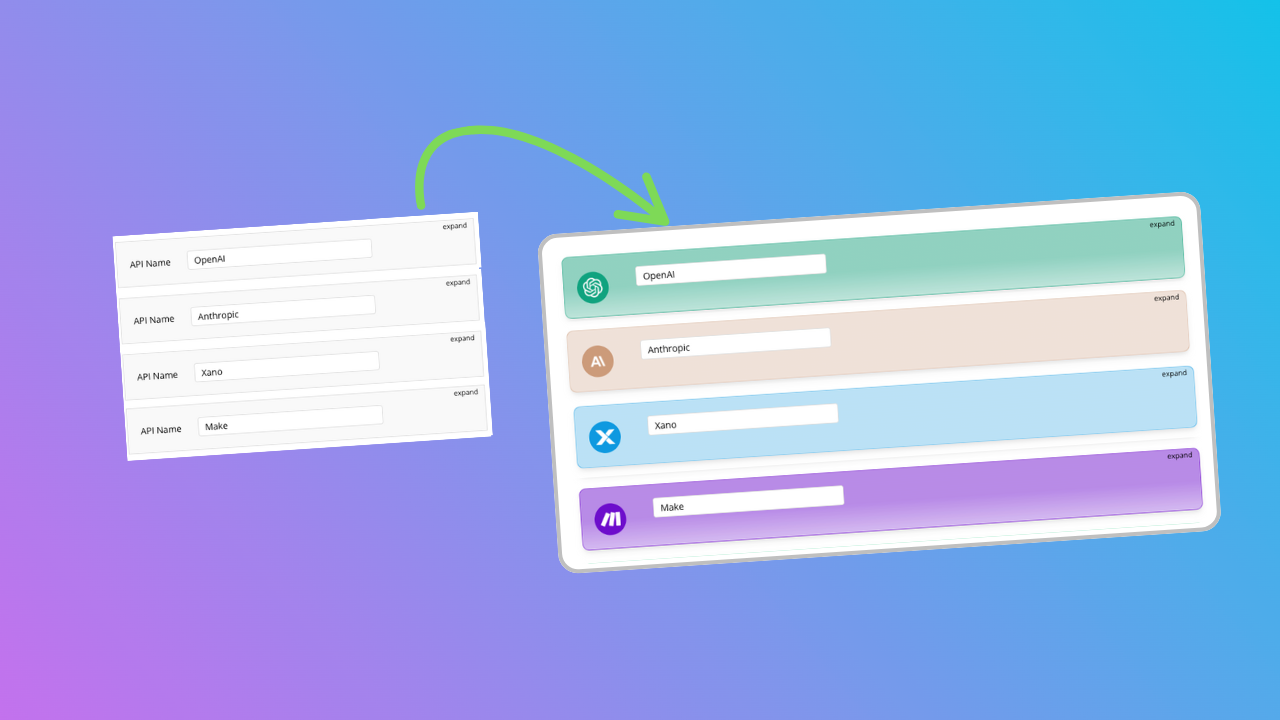 expand
API Name OpenAI
expand
API Name Anthropic
expand
API Name Xano
expand
API Name Make
expand
OpenAI
expand
AI Anthropic
expand
Xano
expand
Make